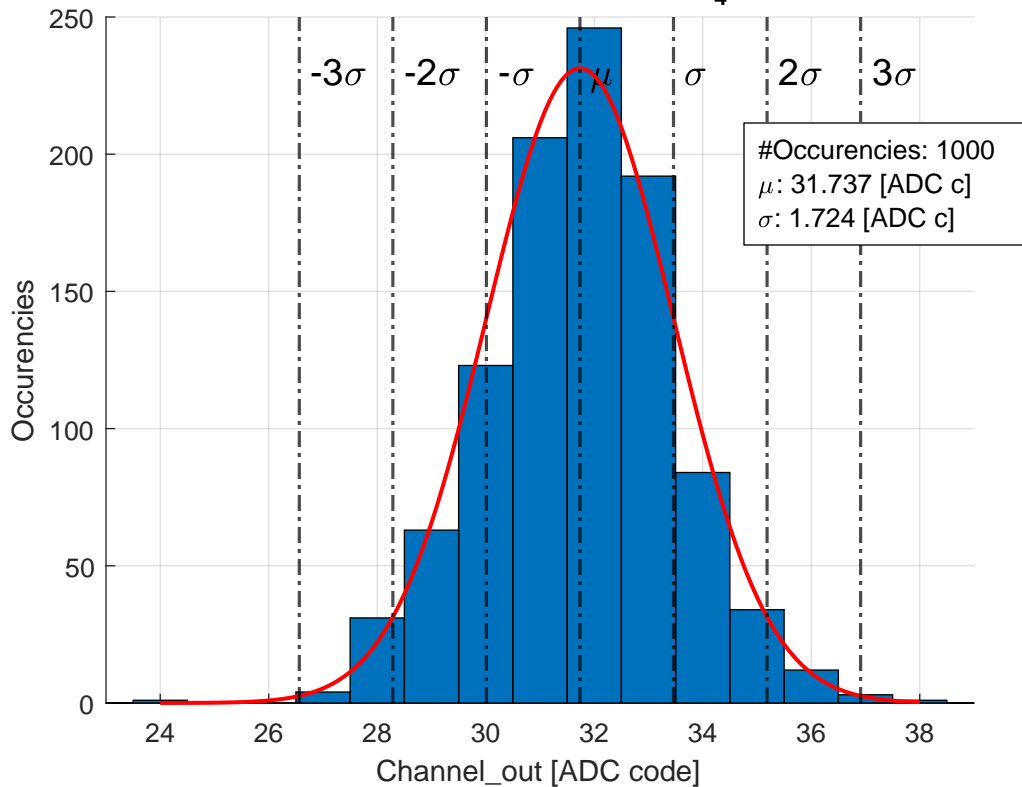 4
250
200
150
100
50
0
-3σ
-2σ
-σ
μ
σ
2σ
3σ
#Occurencies: 1000
μ: 31.737 [ADC c]
σ: 1.724 [ADC c]
Occurencies
24
26
28
30
32
34
36
38
Channel_out [ADC code]